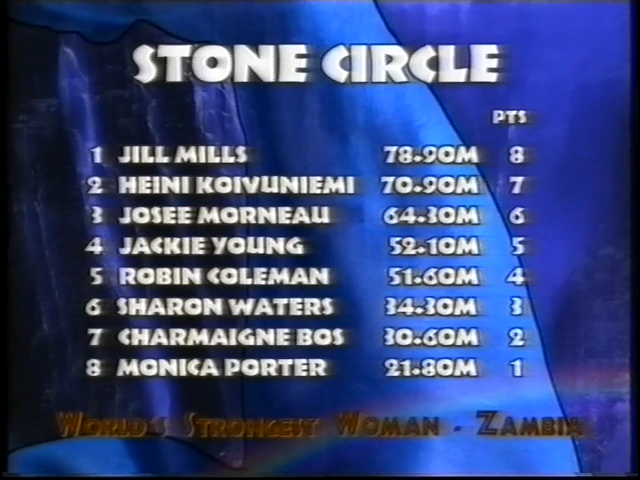 STONE CIRCLE
PTS
1 JILL MILLS 78.90M 8
2 HEINI KOIVUNIEMI 70.90M 7
3 JOSEE MORNEAU 64.30M 6
4 JACKIE YOUNG 52.10M 5
5 ROBIN COLEMAN 51.60M 4
6 SHARON WATERS 34.30M 3
7 CHARMAIGNE BOS 30.60M 2
8 MONICA PORTER 21.80M 1
WORLD'S STRONGEST WOMAN - ZAMBIA